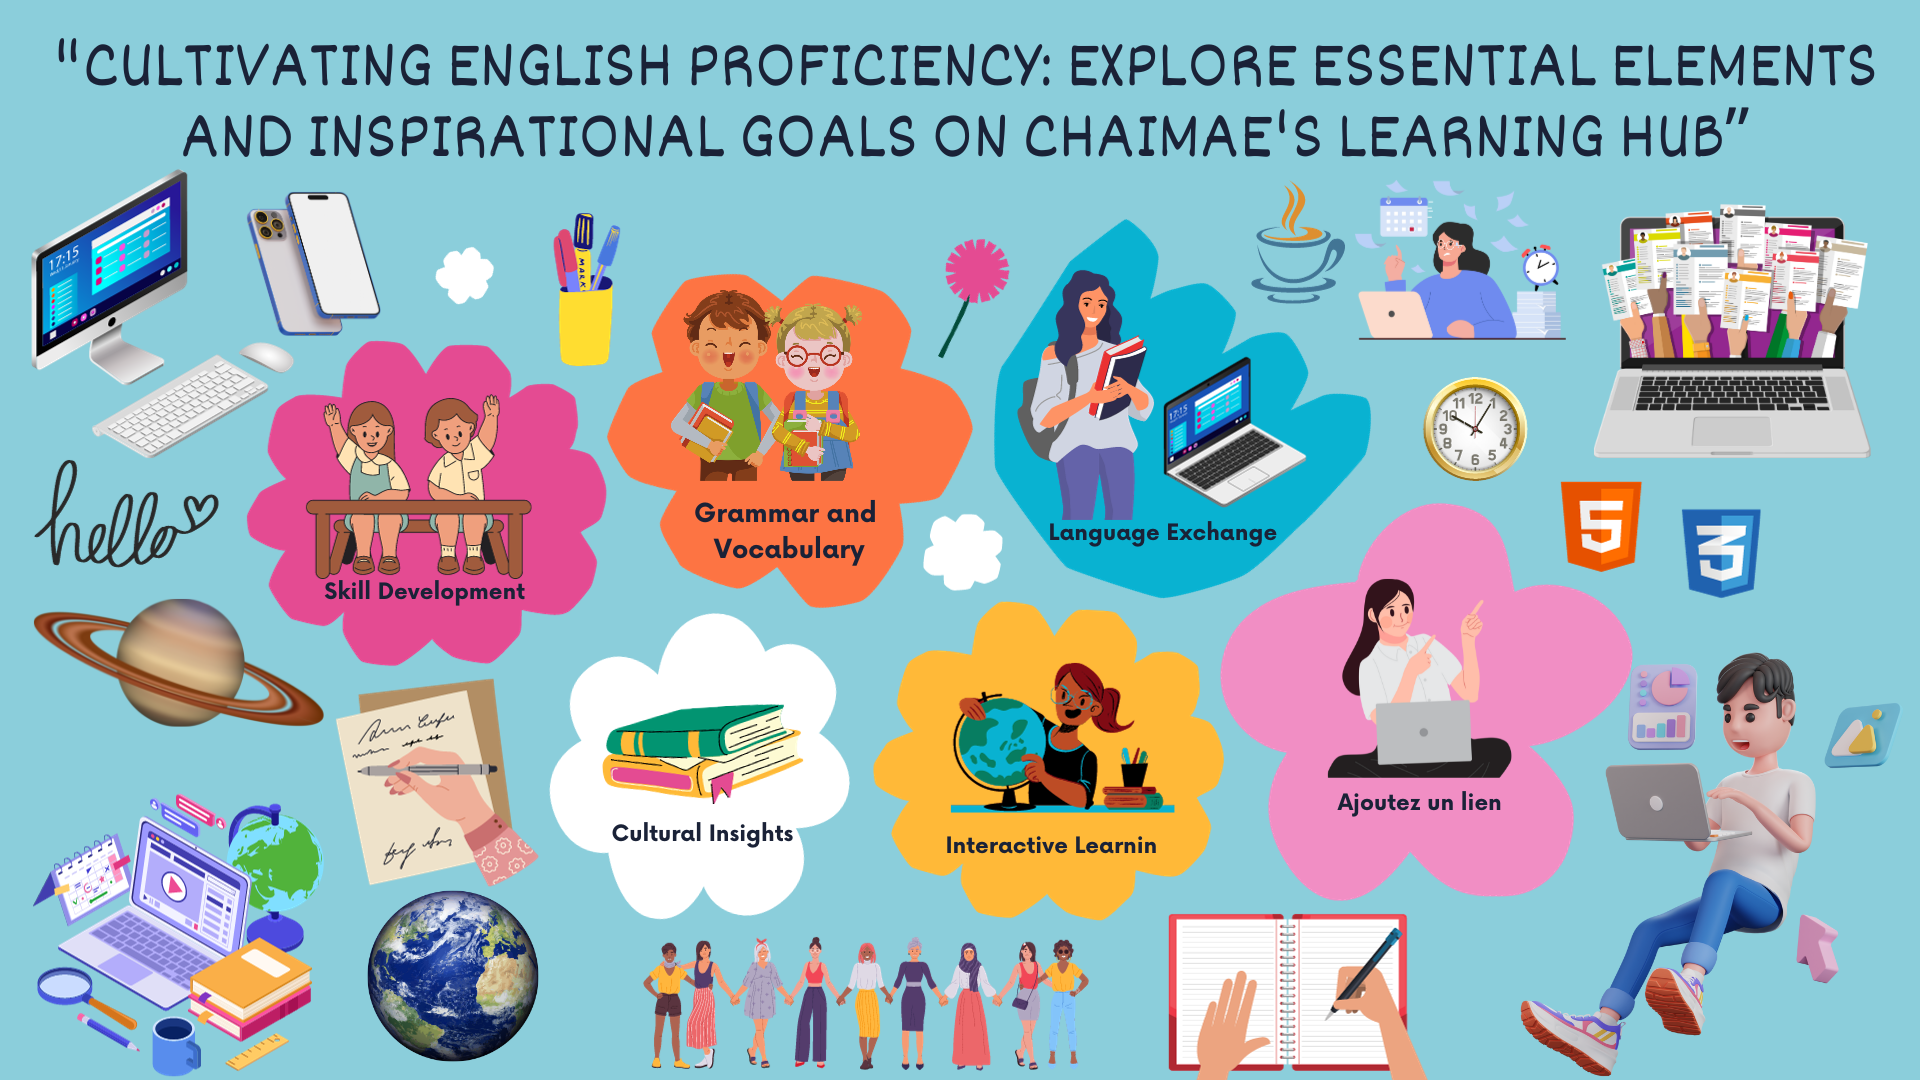 "CULTIVATING ENGLISH PROFICIENCY: EXPLORE ESSENTIAL ELEMENTS
AND INSPIRATIONAL GOALS ON CHAIMAE'S LEARNING HUB"
17:15
MARK
hello
Skill Development
Grammar and
Vocabulary
17:15
Language Exchange
12
1
2
3
4
5
6
7
8
9
10
11
5
3
Cultural Insights
Interactive Learnin
Ajoutez un lien